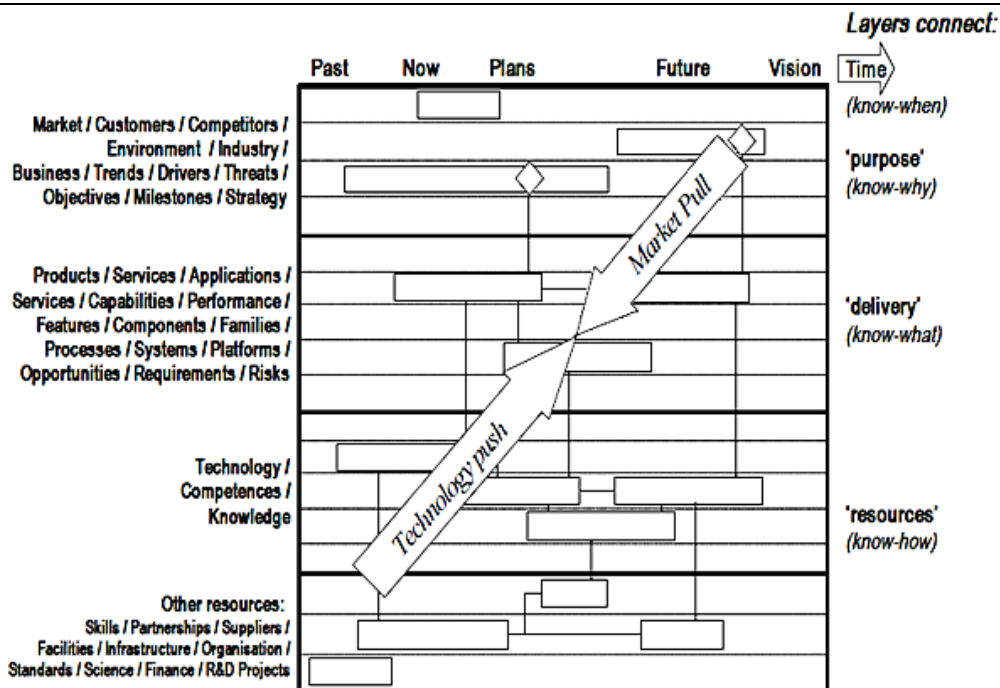 Layers connect:
Past Now Plans Future Vision Time
(know-when)
Market / Customers / Competitors /
Environment / Industry /
Business / Trends / Drivers / Threats /
Objectives / Milestones / Strategy
'purpose'
(know-why)
Market Pull
Products / Services / Applications /
Services / Capabilities / Performance /
Features / Components / Families /
Processes / Systems / Platforms /
Opportunities / Requirements / Risks
'delivery'
(know-what)
Technology push
Technology /
Competences /
Knowledge
'resources'
(know-how)
Other resources:
Skills / Partnerships / Suppliers /
Facilities / Infrastructure / Organisation /
Standards / Science / Finance / R&D Projects